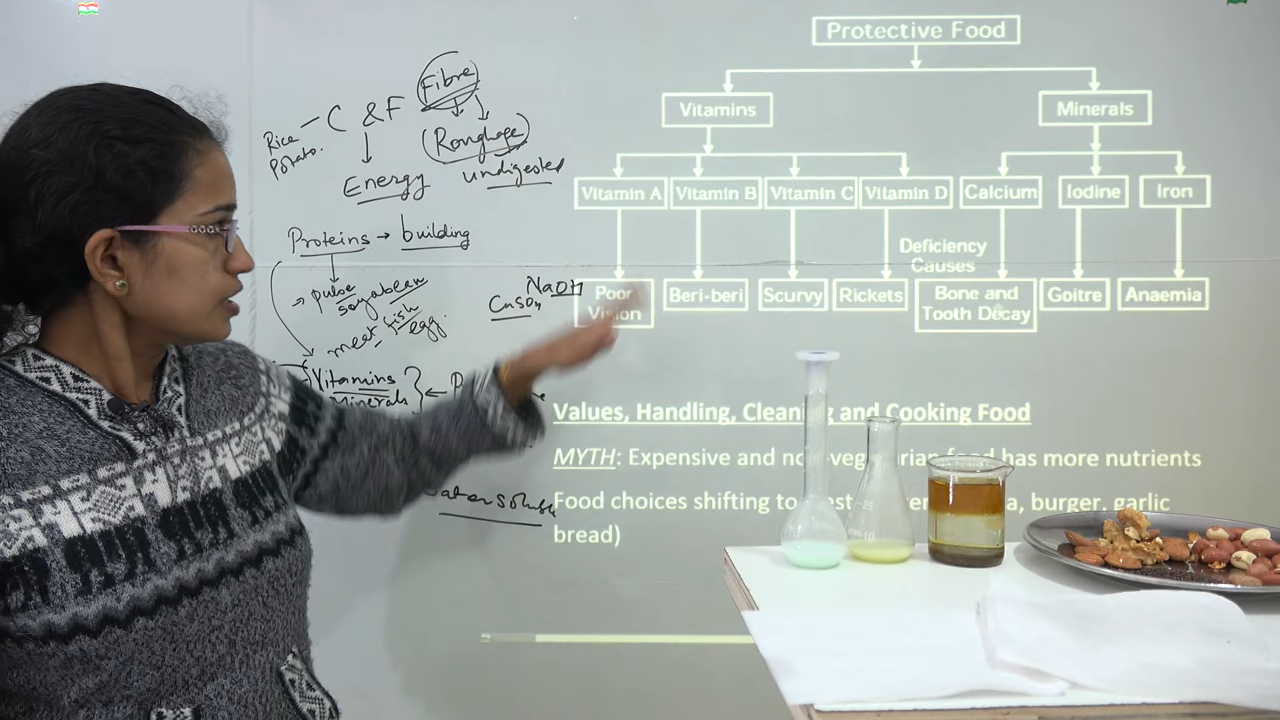 Rice – C & F Fibre
Potato.
(Roughage)
undigested
Energy
Proteins → building
→ pulse
soyabean
meat, fish
egg.
NaOH
CuSO4
Vitamins
Minerals
Protective Food
Vitamins
Minerals
Vitamin A
Vitamin B
Vitamin C
Vitamin D
Calcium
Iodine
Iron
Deficiency
Causes
Poor
Vision
Beri-beri
Scurvy
Rickets
Bone and
Tooth Decay
Goitre
Anaemia
Values, Handling, Cleaning and Cooking Food
MYTH: Expensive and has more nutrients
Food choices shifting to burger, garlic
bread)